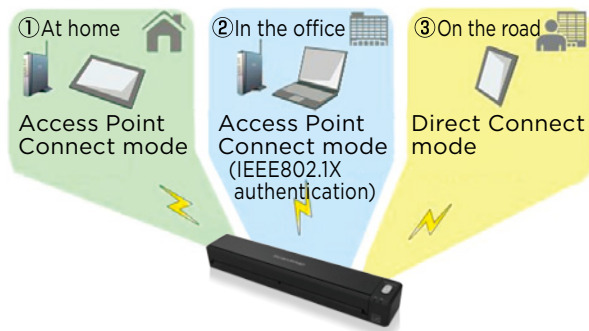 ①At home
Access Point
Connect mode
②In the office
Access Point
Connect mode
(IEEE802.1X
authentication)
③On the road
Direct Connect
mode